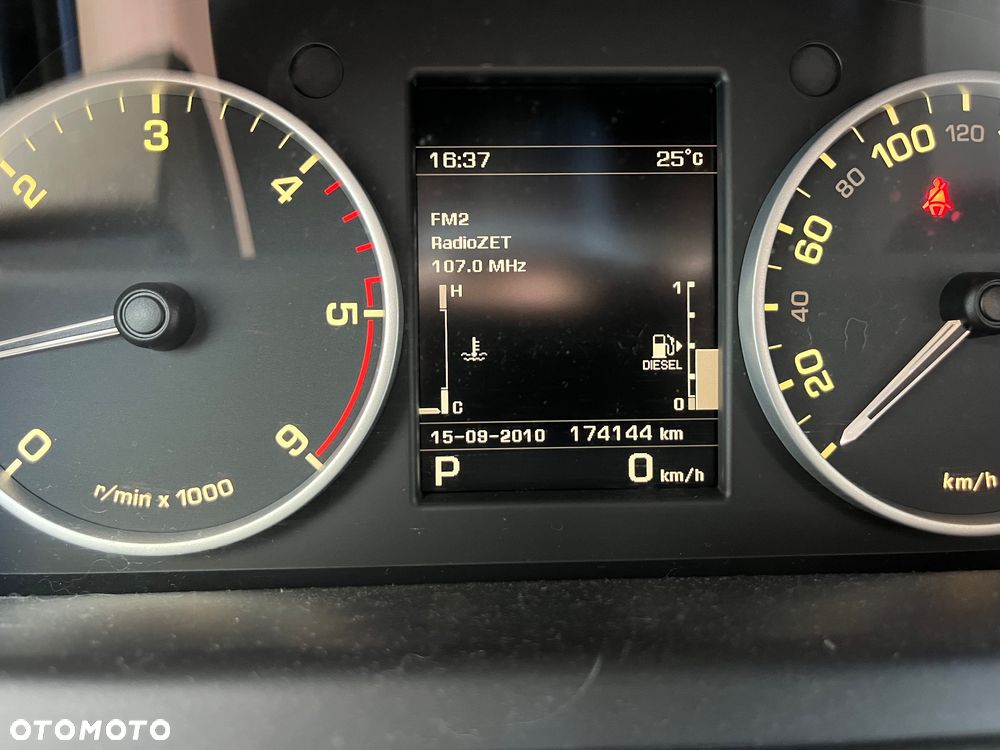 16:37 25°C
FM2
RadioZET
107.0 MHz
H
C
1
DIESEL
0
15-09-2010 174144 km
P 0 km/h
0
2
3
4
5
6
r/min x 1000
20
40
60
80
100
120
km/h
OTOMOTO